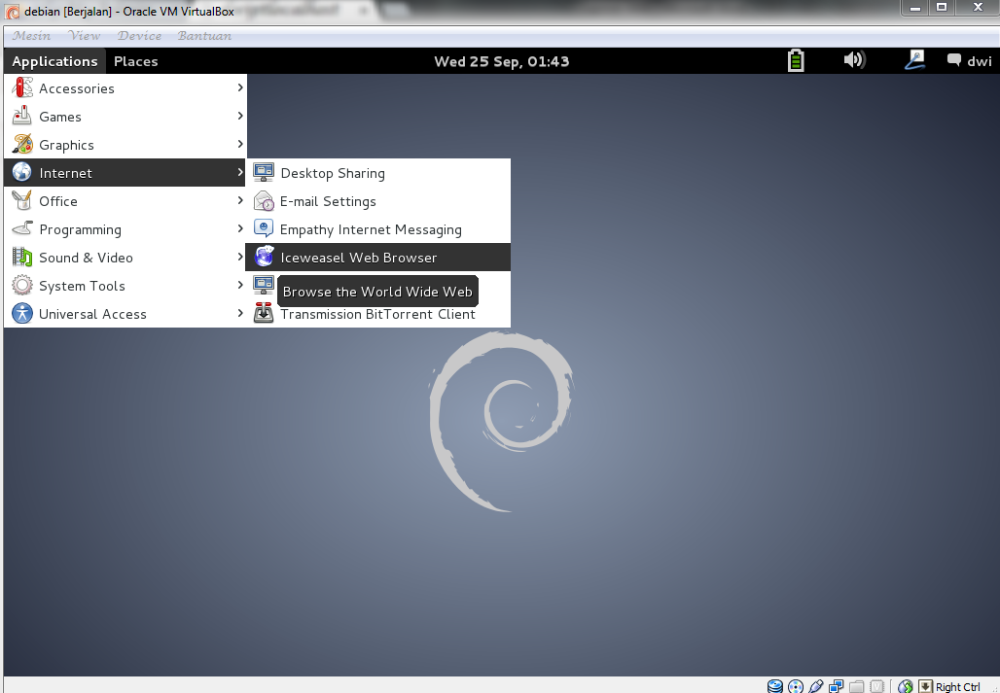 debian [Berjalan] - Oracle VM VirtualBox
Mesin View Device Bantuan
Applications Places Wed 25 Sep, 01:43 dwi
Accessories
Games
Graphics
Internet
Office
Programming
Sound & Video
System Tools
Universal Access
Desktop Sharing
E-mail Settings
Empathy Internet Messaging
Iceweasel Web Browser
Browse the World Wide Web
Transmission BitTorrent Client
Right Ctrl